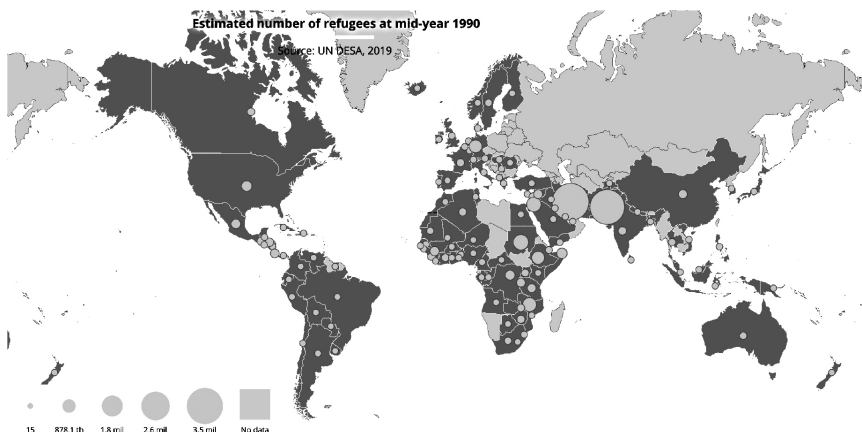 Estimated number of refugees at mid-year 1990
Source: UN DESA, 2019
15 878.1 th 1.8 mil 2.6 mil 3.5 mil No data